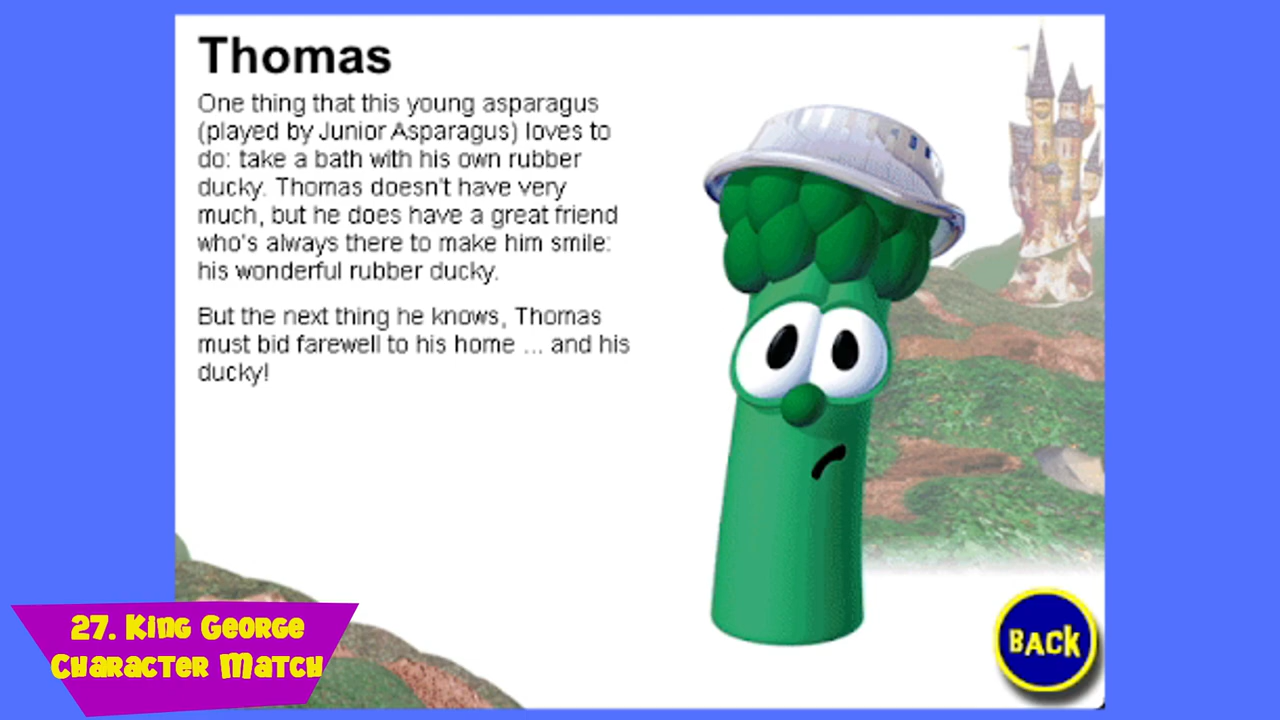 Thomas
One thing that this young asparagus
(played by Junior Asparagus) loves to
do: take a bath with his own rubber
ducky. Thomas doesn't have very
much, but he does have a great friend
who's always there to make him smile:
his wonderful rubber ducky.
But the next thing he knows, Thomas
must bid farewell to his home ... and his
ducky!
27. King George
Character Match
BACK